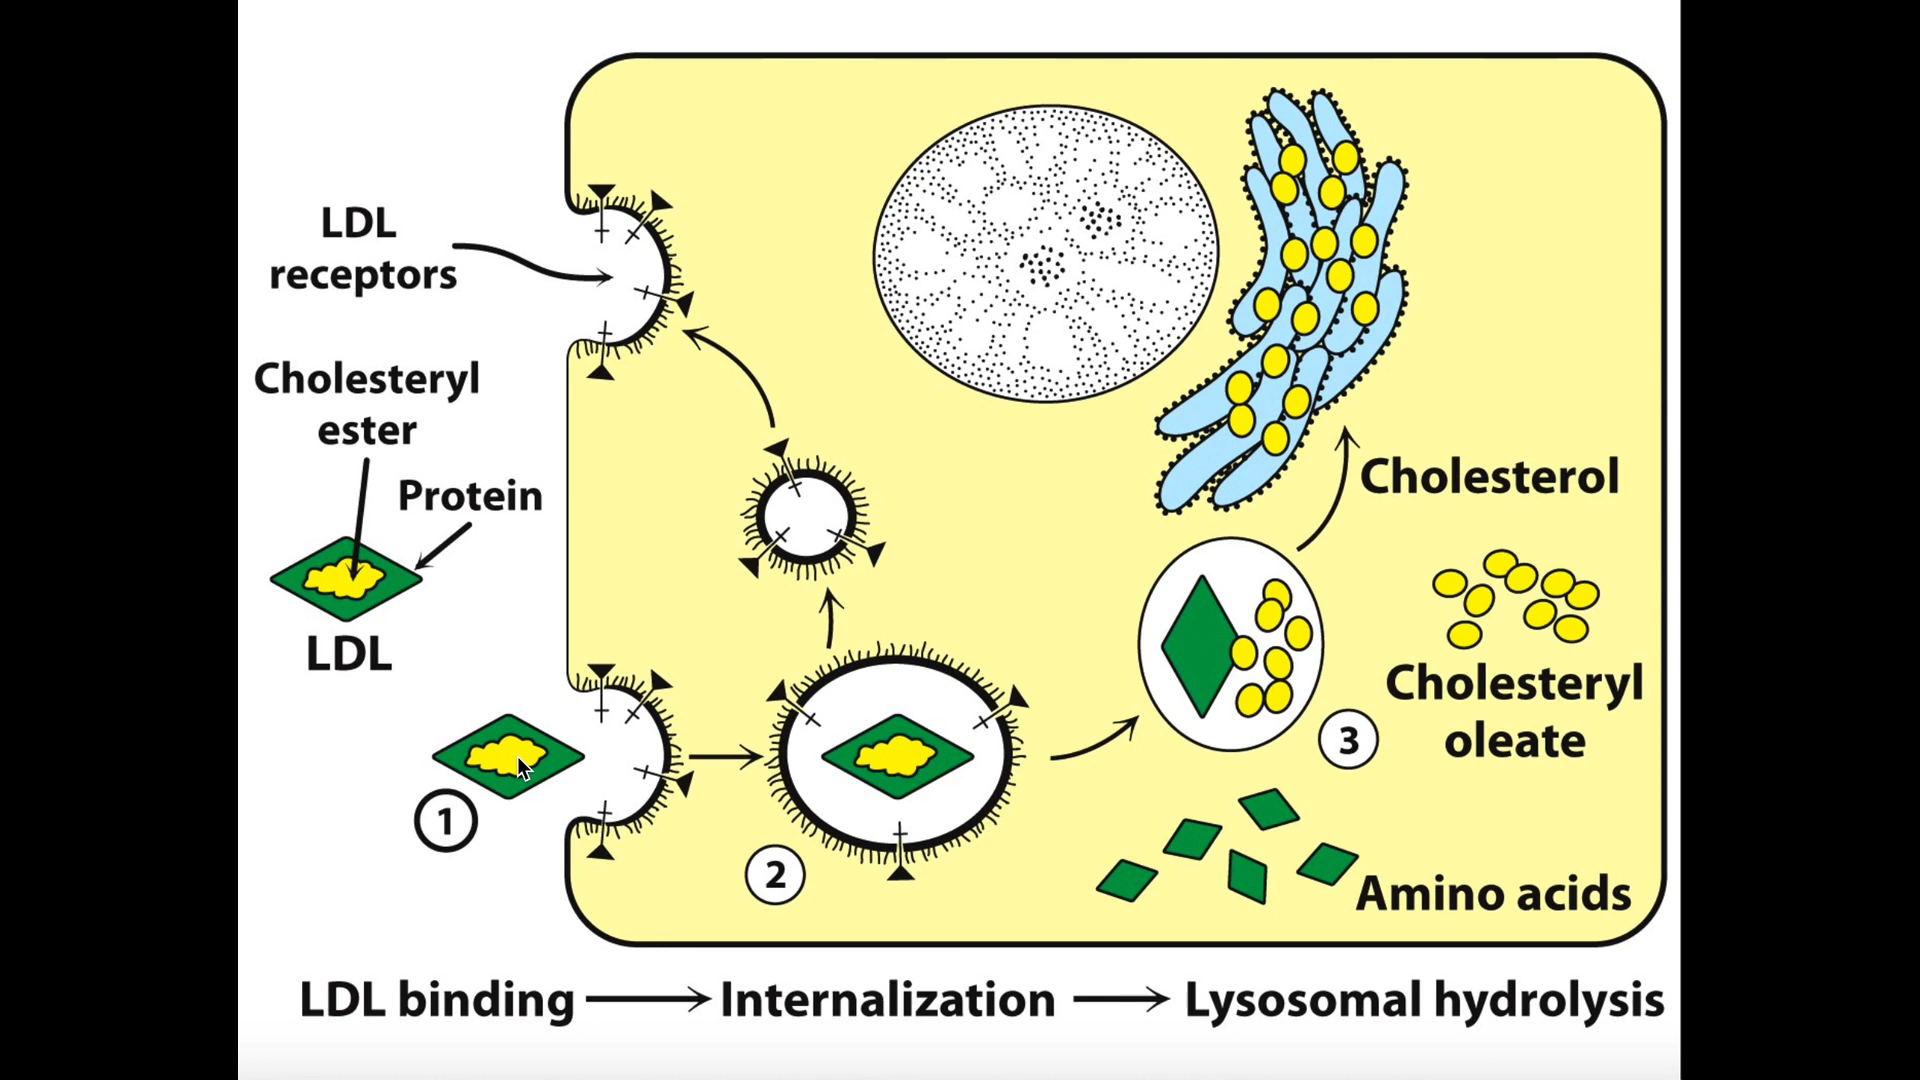 LDL
receptors
Cholesteryl
ester
Protein
LDL
1
2
3
Cholesterol
Cholesteryl
oleate
Amino acids
LDL binding Internalization Lysosomal hydrolysis